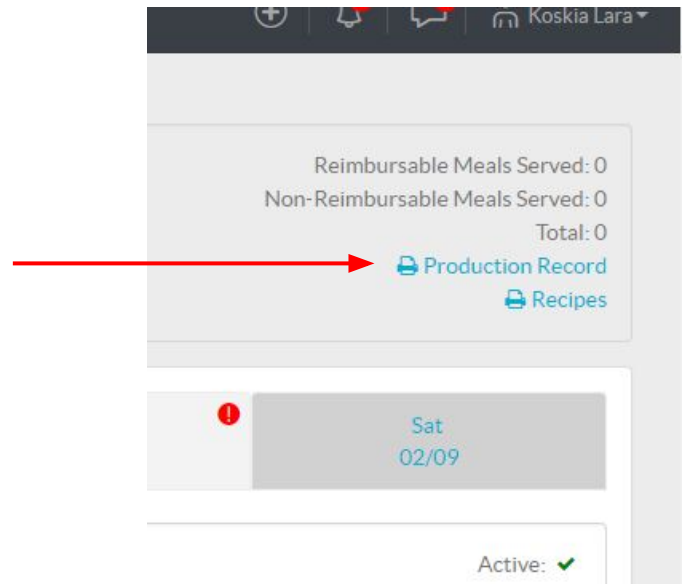 Koskia Lara
Reimbursable Meals Served: 0
Non-Reimbursable Meals Served: 0
Total: 0
Production Record
Recipes
Sat
02/09
Active: